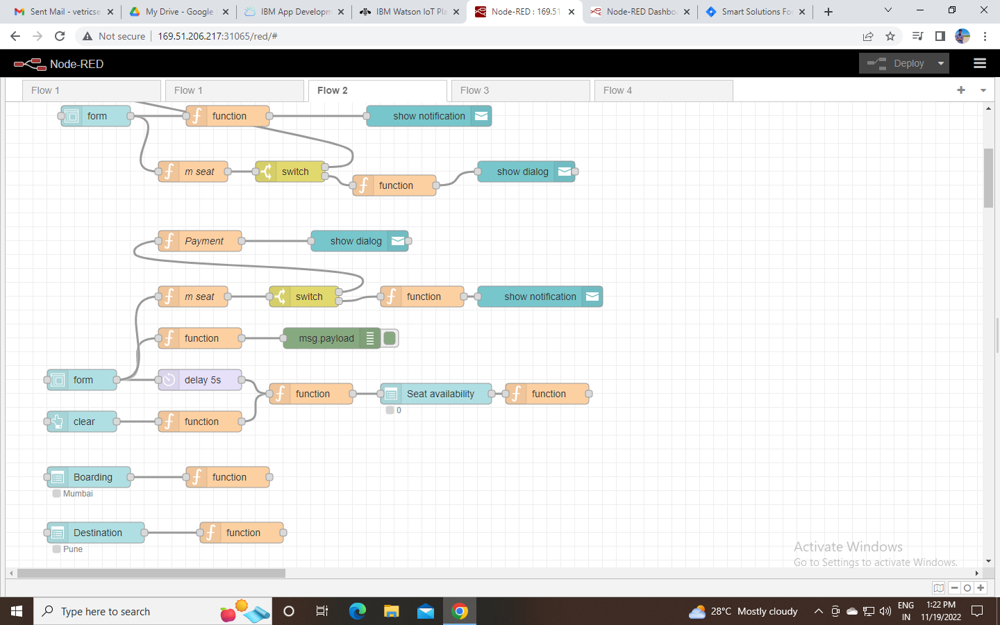 Sent Mail - vetricse
My Drive - Google
IBM App Developm
IBM Watson IoT Pla
Node-RED : 169.51
Node-RED Dashbo
Smart Solutions Fo
Not secure
169.51.206.217:31065/red/#
Node-RED
Deploy
Flow 1
Flow 1
Flow 2
Flow 3
Flow 4
form
function
show notification
m seat
switch
function
show dialog
Payment
show dialog
m seat
switch
function
show notification
function
msg.payload
form
delay 5s
function
Seat availability
function
0
clear
function
Boarding
function
Mumbai
Destination
function
Pune
Activate Windows
Go to Settings to activate Windows.
Type here to search
28°C Mostly cloudy
ENG
IN
1:22 PM
11/19/2022